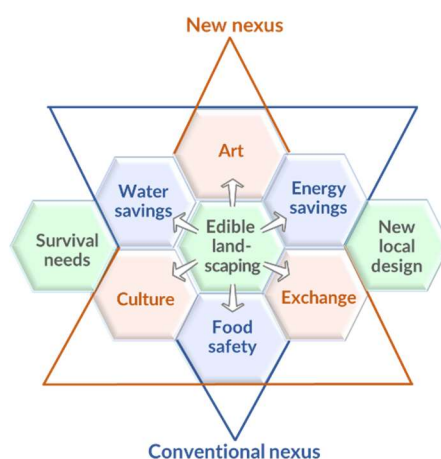 New nexus
Art
Water
savings
Energy
savings
Survival
needs
Edible
land-
scaping
New
local
design
Culture
Exchange
Food
safety
Conventional nexus